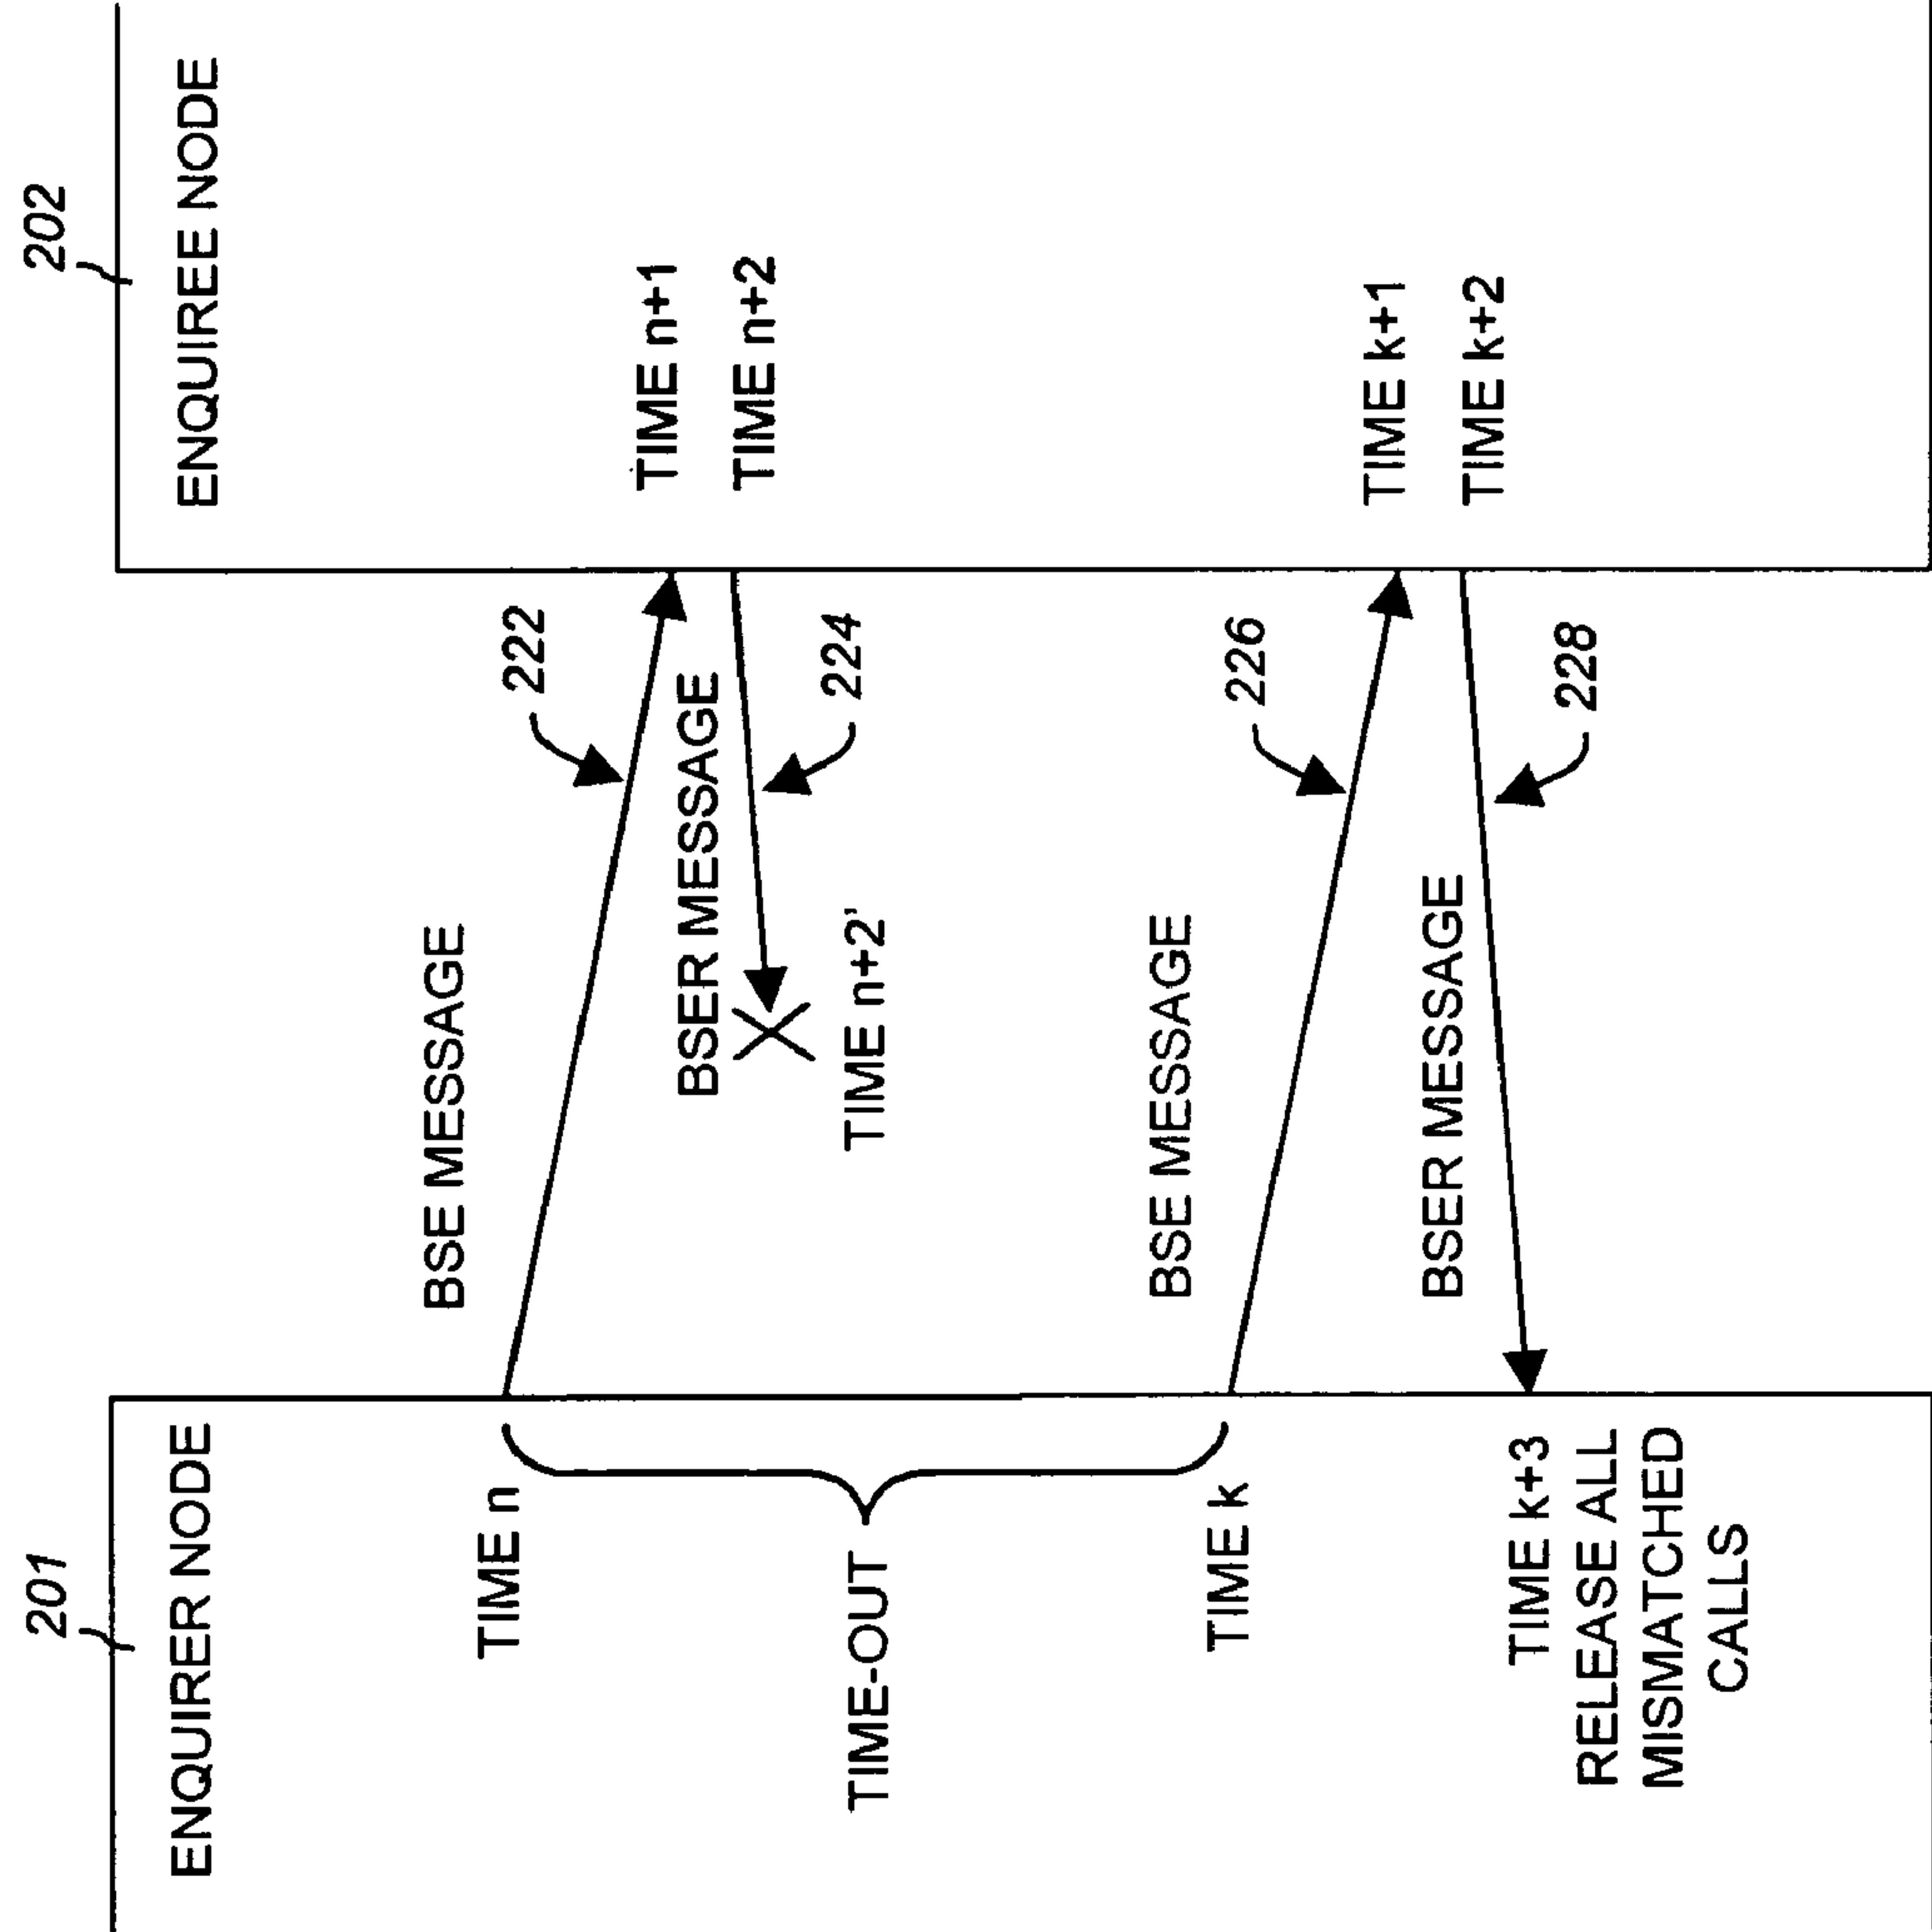 201
202
ENQUIRER NODE
ENQUIREE NODE
BSE MESSAGE
222
TIME n
TIME n+1
BSER MESSAGE
TIME n+2
224
TIME n+2'
TIME-OUT
BSE MESSAGE
226
TIME k
TIME k+1
BSER MESSAGE
TIME k+2
228
TIME k+3
RELEASE ALL
MISMATCHED
CALLS